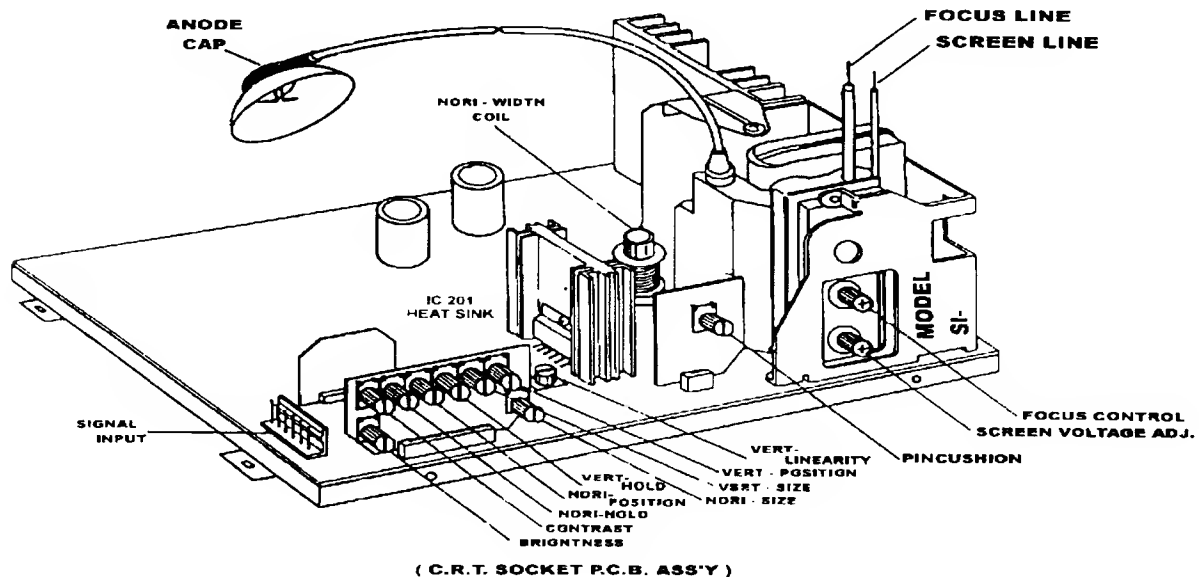 ANODE
CAP
FOCUS LINE
SCREEN LINE
NORI - WIDTH
COIL
IC 201
HEAT SINK
MODEL
SI-
SIGNAL
INPUT
FOCUS CONTROL
SCREEN VOLTAGE ADJ.
PINCUSHION
VERT-
LINEARITY
VERT - POSITION
VSRT - SIZE
NORI - SIZE
VERT-
HOLD
NORI-
POSITION
NORI-HOLD
CONTRAST
BRIGHTNESS
( C.R.T. SOCKET P.C.B. ASS'Y )